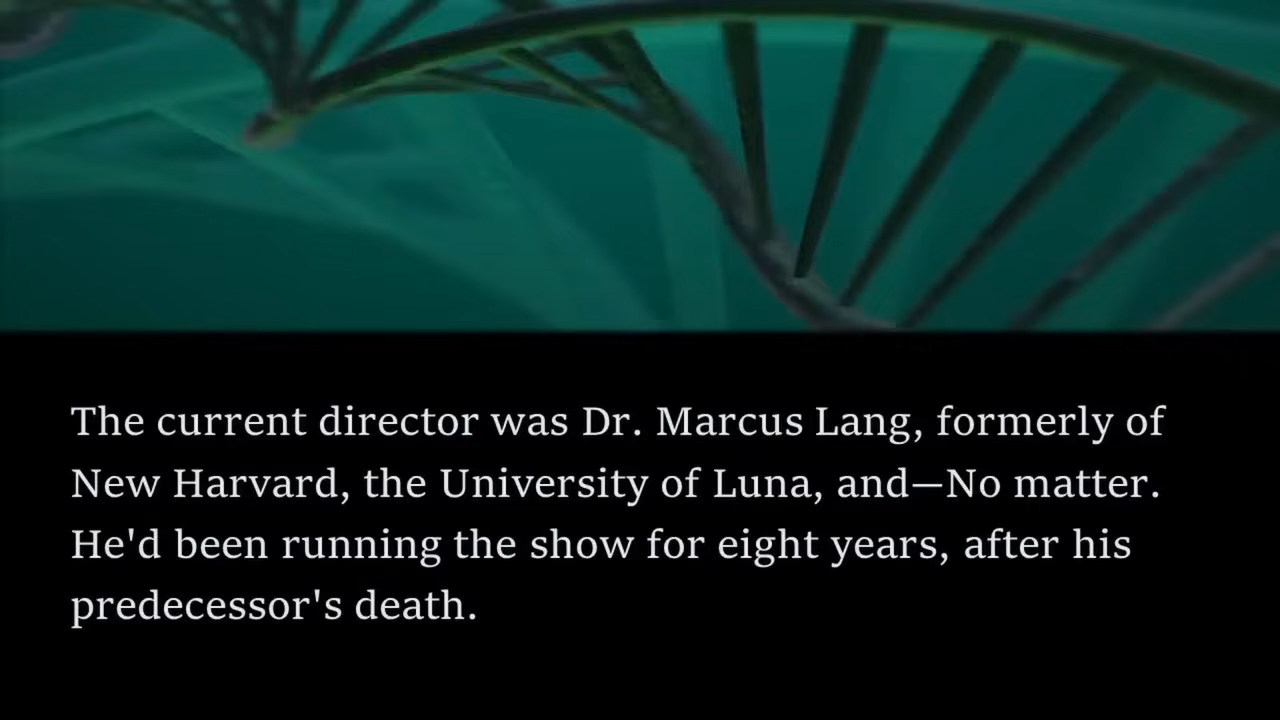 The current director was Dr. Marcus Lang, formerly of
New Harvard, the University of Luna, and—No matter.
He'd been running the show for eight years, after his
predecessor's death.